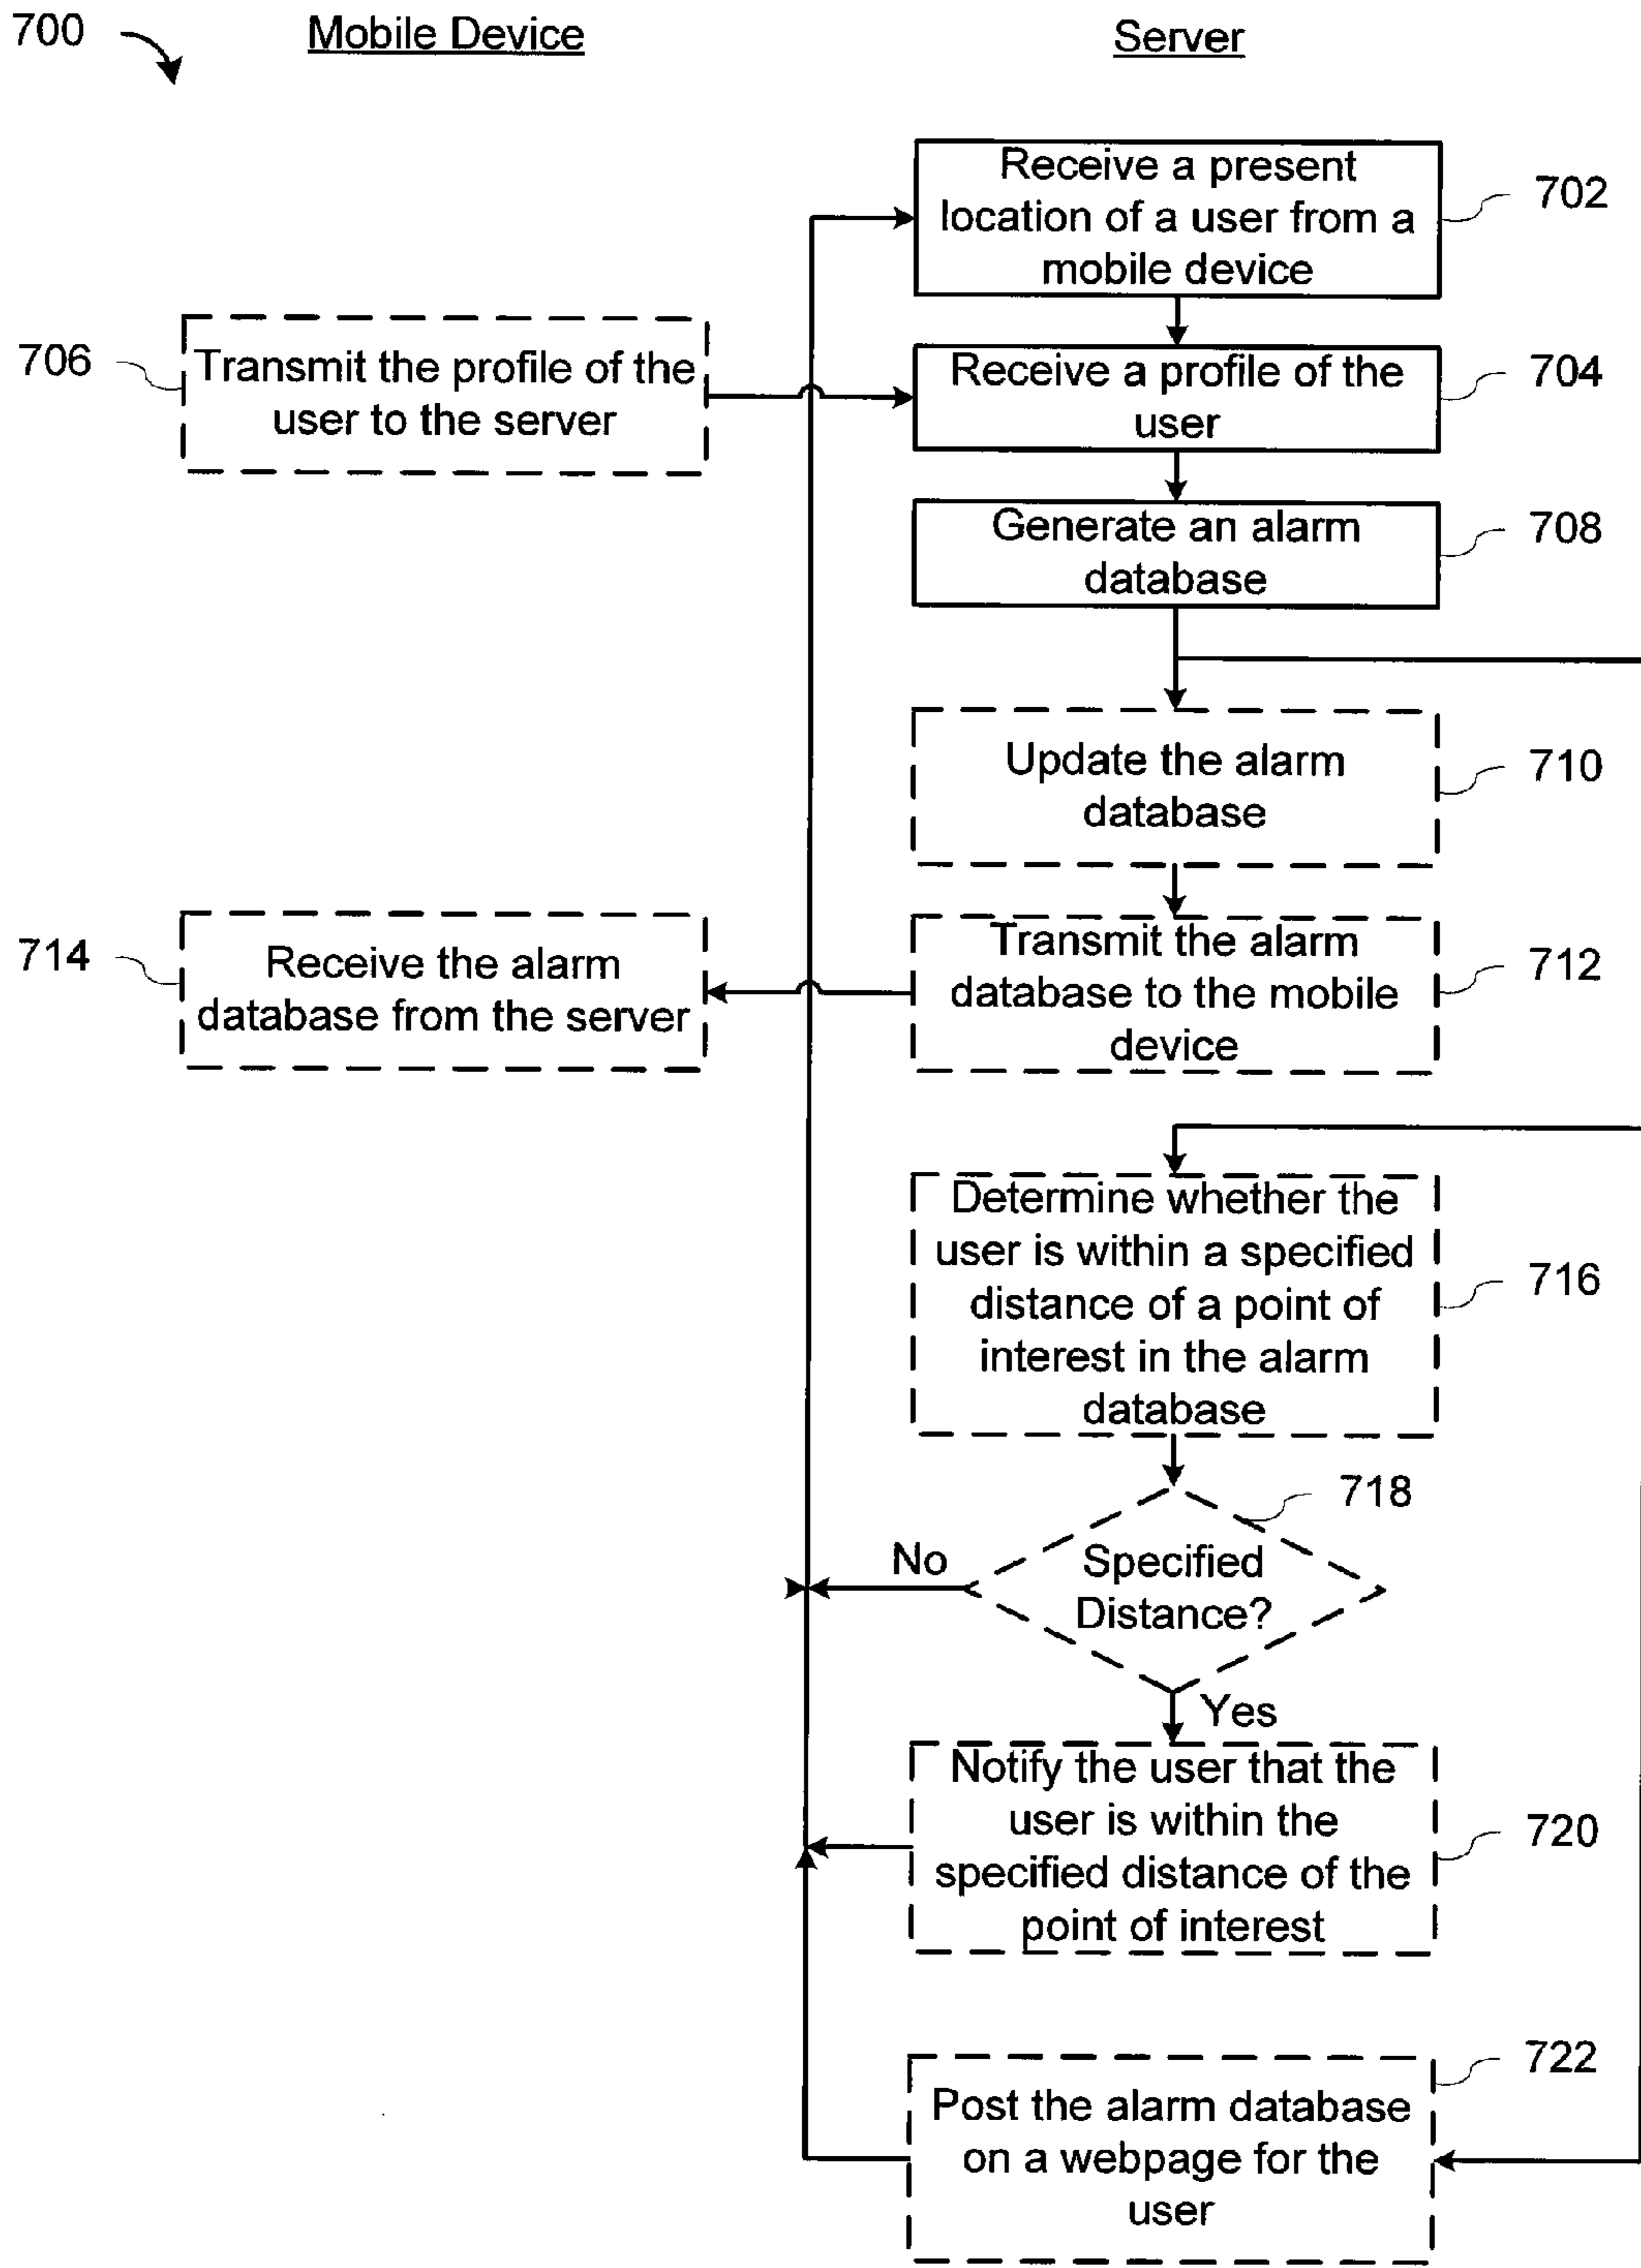 700
Mobile Device
Server
Receive a present
location of a user from a
mobile device
702
706
Transmit the profile of the
user to the server
Receive a profile of the
user
704
Generate an alarm
database
708
Update the alarm
database
710
714
Receive the alarm
database from the server
Transmit the alarm
database to the mobile
device
712
Determine whether the
user is within a specified
distance of a point of
interest in the alarm
database
716
718
Specified
Distance?
No
Yes
Notify the user that the
user is within the
specified distance of the
point of interest
720
722
Post the alarm database
on a webpage for the
user